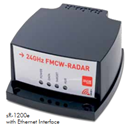 24GHz FMCW-RADAR
sR-1200e
with Ethernet Interface